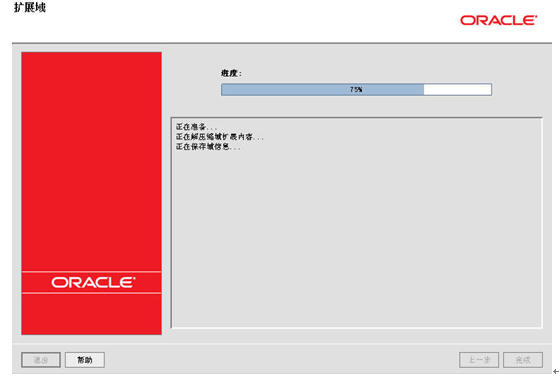 扩展域
ORACLE
进度:
75%
正在准备...
正在解压缩域扩展内容...
正在保存域信息...
ORACLE
退出
帮助
上一步
完成